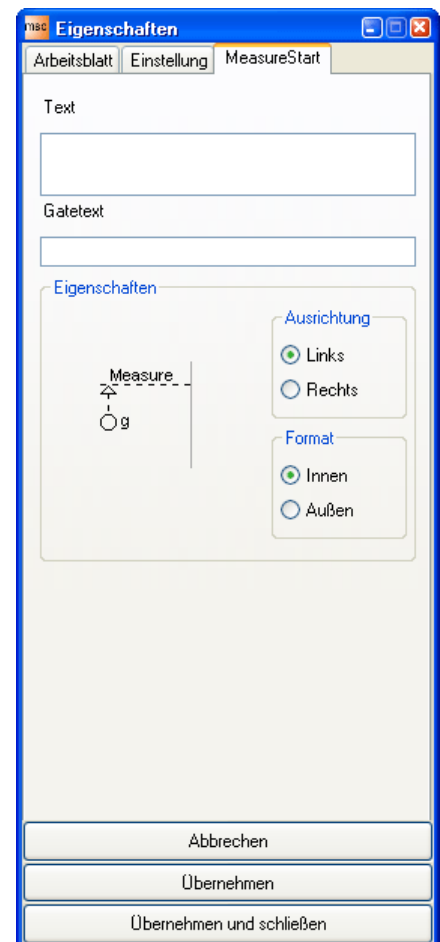 msc Eigenschaften
Arbeitsblatt Einstellung MeasureStart
Text
Gatetext
Eigenschaften
Measure
g
Ausrichtung
Links
Rechts
Format
Innen
Außen
Abbrechen
Übernehmen
Übernehmen und schließen